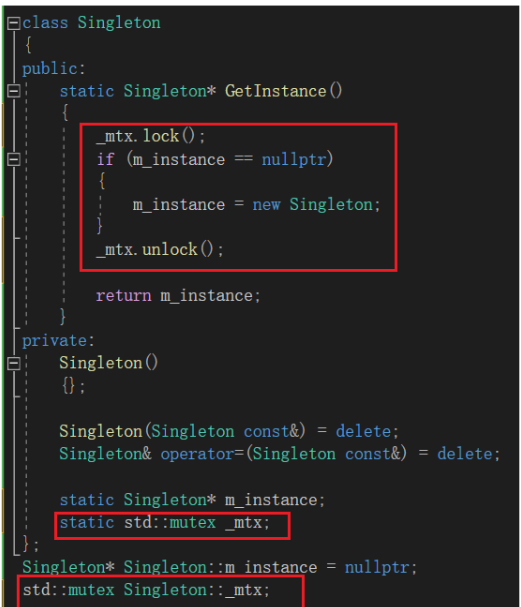 class Singleton
{
public:
static Singleton* GetInstance()
{
_mtx.lock();
if (m_instance == nullptr)
{
m_instance = new Singleton;
}
_mtx.unlock();
return m_instance;
}
private:
Singleton()
{};
Singleton(Singleton const&) = delete;
Singleton& operator=(Singleton const&) = delete;
static Singleton* m_instance;
static std::mutex _mtx;
};
Singleton* Singleton::m_instance = nullptr;
std::mutex Singleton::_mtx;